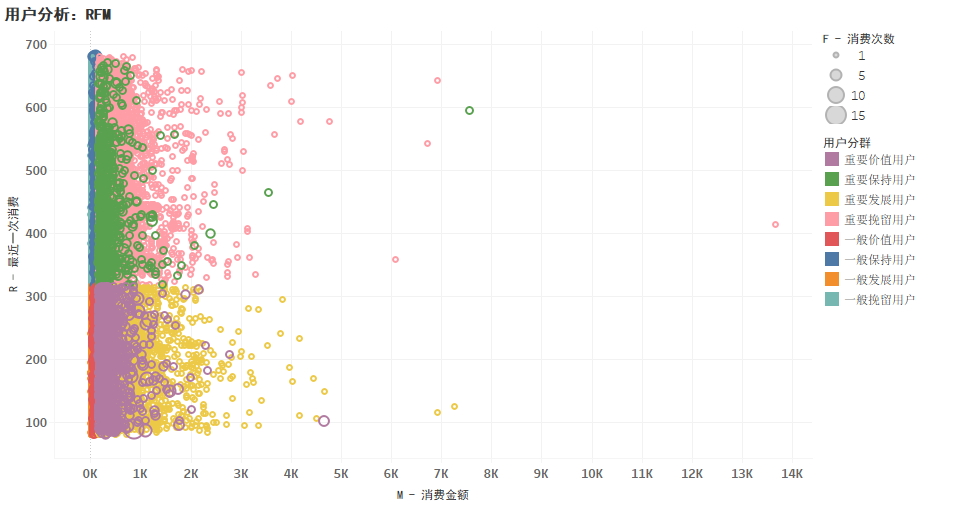 用户分析：RFM
F - 消费次数
1
5
10
15
用户分群
重要价值用户
重要保持用户
重要发展用户
重要挽留用户
一般价值用户
一般保持用户
一般发展用户
一般挽留用户
R - 最近一次消费
700
600
500
400
300
200
100
0K 1K 2K 3K 4K 5K 6K 7K 8K 9K 10K 11K 12K 13K 14K
M - 消费金额